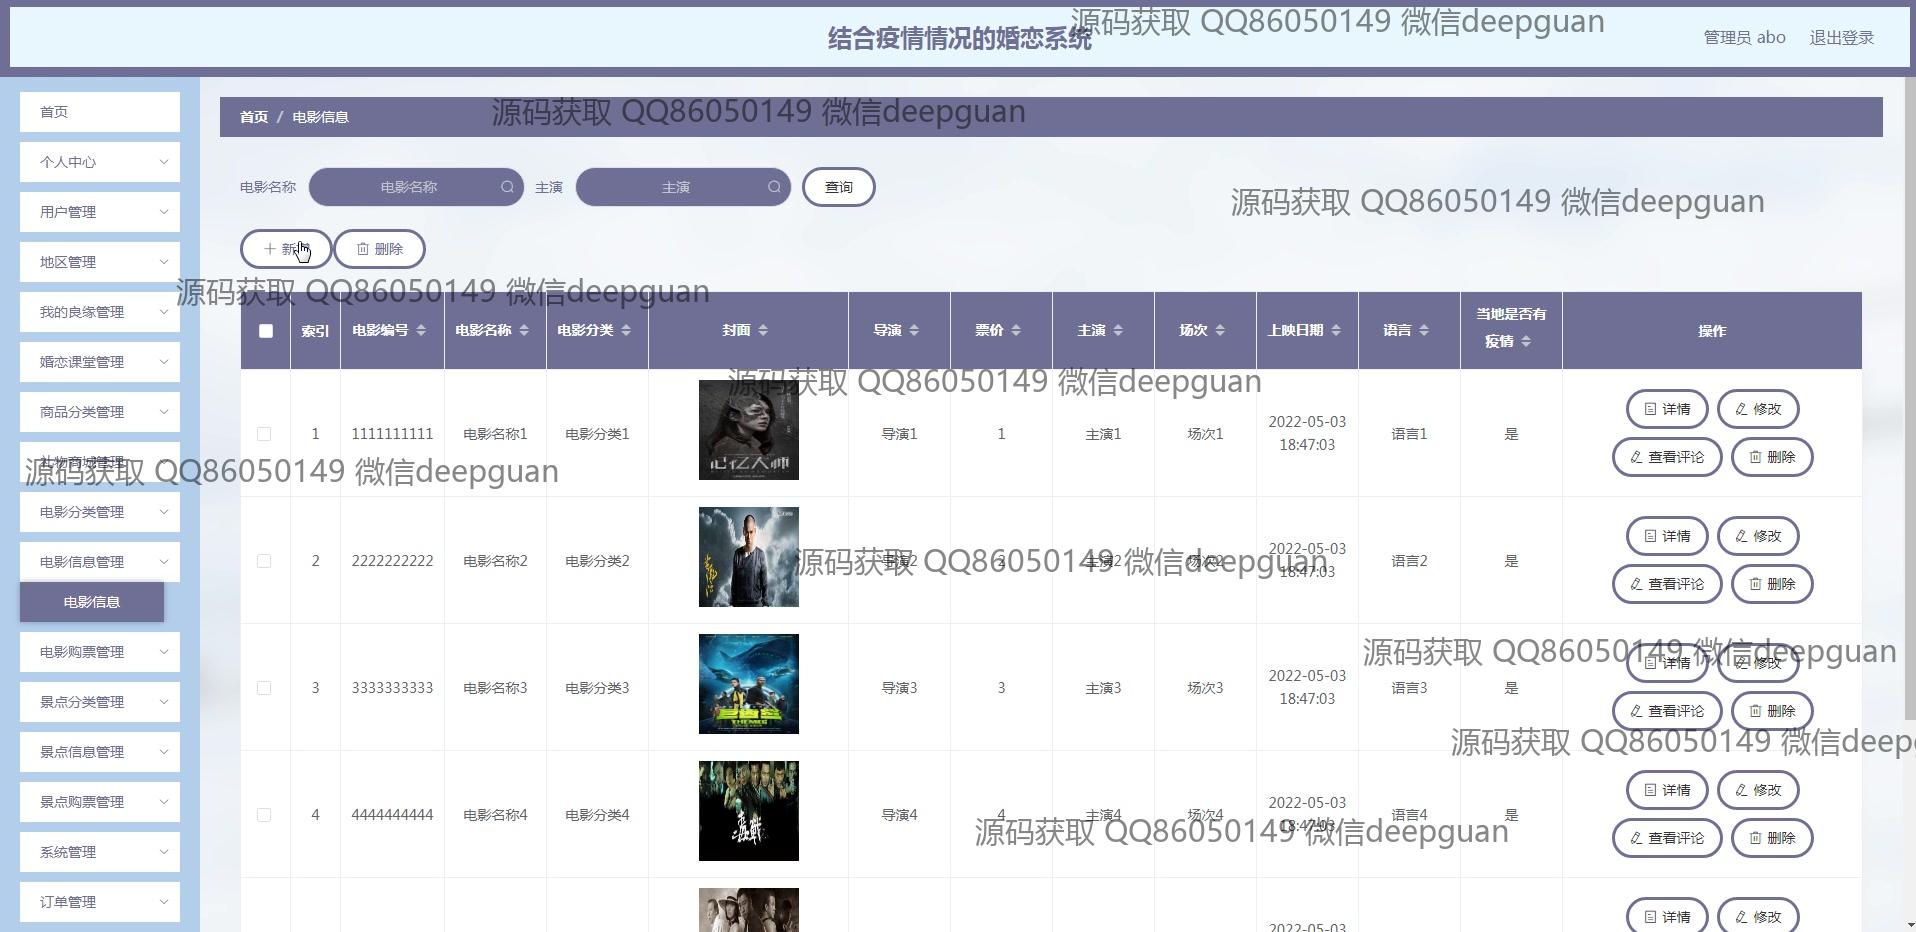 结合疫情情况的婚恋系统
管理员 abo
退出登录
源码获取 QQ86050149 微信deepguan
首页
个人中心
用户管理
地区管理
我的良缘管理
婚恋课堂管理
商品分类管理
礼物商城管理
电影分类管理
电影信息管理
电影信息
电影购票管理
景点分类管理
景点信息管理
景点购票管理
系统管理
订单管理
首页 / 电影信息
源码获取 QQ86050149 微信deepguan
电影名称 电影名称 主演 主演 查询
源码获取 QQ86050149 微信deepguan
新增 删除
源码获取 QQ86050149 微信deepguan
索引 电影编号 电影名称 电影分类 封面 导演 票价 主演 场次 上映日期 语言 当地是否有疫情 操作
源码获取 QQ86050149 微信deepguan
1 1111111111 电影名称1 电影分类1 导演1 1 主演1 场次1 2022-05-03 18:47:03 语言1 是 详情 修改 查看评论 删除
记忆大师
源码获取 QQ86050149 微信deepguan
2 2222222222 电影名称2 电影分类2 导演2 2 主演2 场次2 2022-05-03 18:47:03 语言2 是 详情 修改 查看评论 删除
源码获取 QQ86050149 微信deepguan
3 3333333333 电影名称3 电影分类3 导演3 3 主演3 场次3 2022-05-03 18:47:03 语言3 是 详情 修改 查看评论 删除
源码获取 QQ86050149 微信deepguan
源码获取 QQ86050149 微信deepg
4 4444444444 电影名称4 电影分类4 导演4 4 主演4 场次4 2022-05-03 18:47:03 语言4 是 详情 修改 查看评论 删除
毒战
源码获取 QQ86050149 微信deepguan
2022-05-03 详情 修改